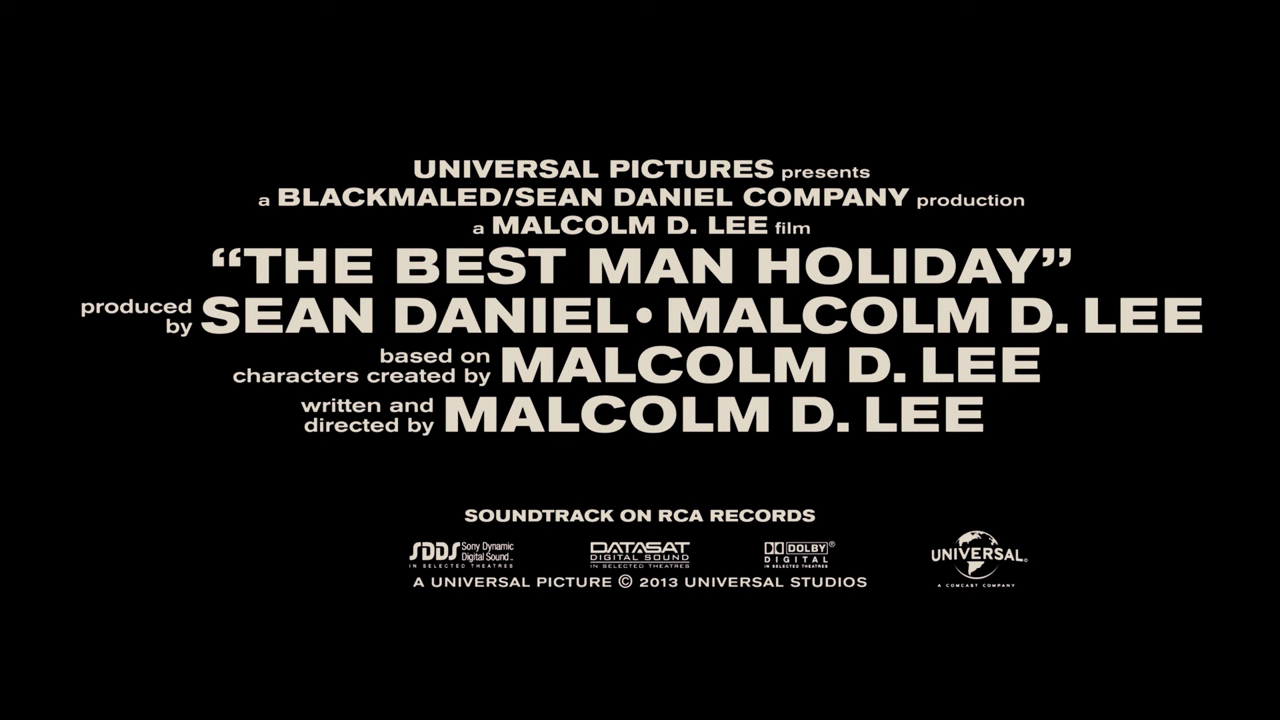 UNIVERSAL PICTURES presents
a BLACKMALED/SEAN DANIEL COMPANY production
a MALCOLM D. LEE film
“THE BEST MAN HOLIDAY”
produced by SEAN DANIEL • MALCOLM D. LEE
based on characters created by MALCOLM D. LEE
written and directed by MALCOLM D. LEE
SOUNDTRACK ON RCA RECORDS
SDDS Sony Dynamic Digital Sound™
IN SELECTED THEATRES
DATASAT
DIGITAL SOUND
IN SELECTED THEATRES
DOLBY®
DIGITAL
IN SELECTED THEATRES
UNIVERSAL®
A COMCAST COMPANY
A UNIVERSAL PICTURE © 2013 UNIVERSAL STUDIOS